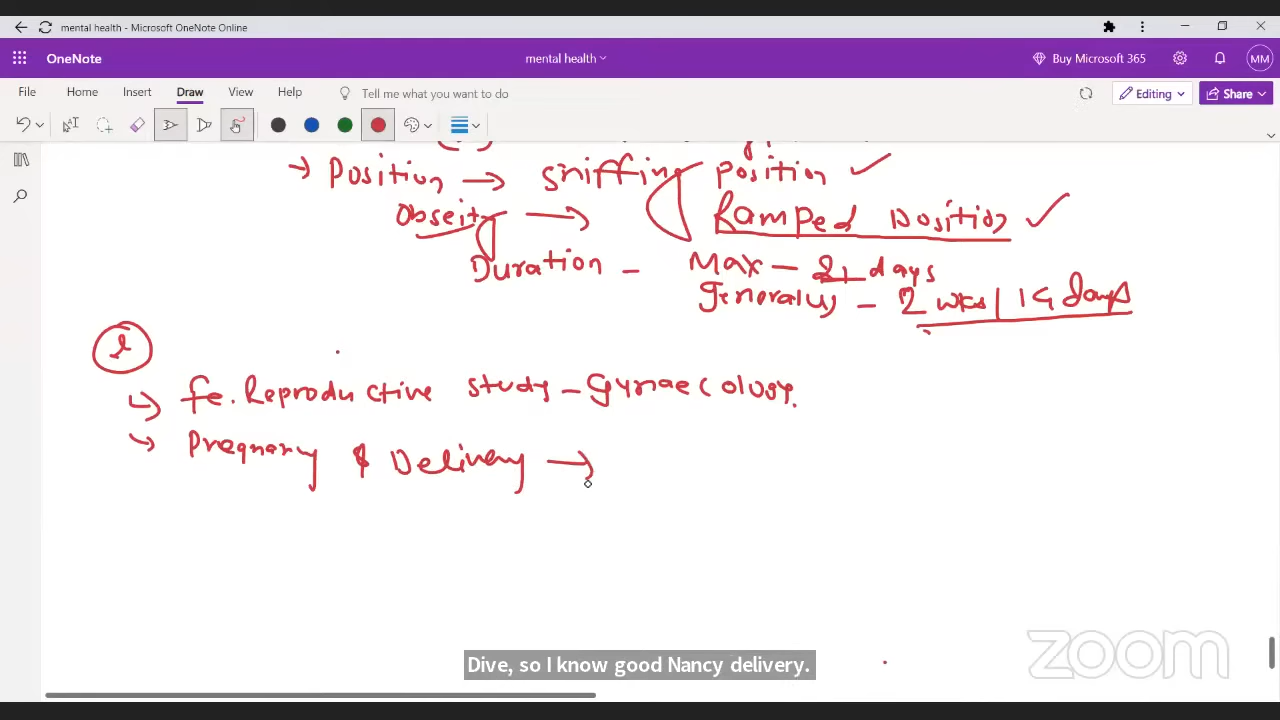 mental health - Microsoft OneNote Online
OneNote
mental health
Buy Microsoft 365
MM
File Home Insert Draw View Help Tell me what you want to do
Editing
Share
→ Position → sniffing position ✓
Obseity → Ramped position ✓
Duration - Max - 21 days
Generally - 2 wks | 14 days
→ fe. Reproductive study - Gynaecology.
→ Pregnancy & Delivery →
Dive, so I know good Nancy delivery.
zoom